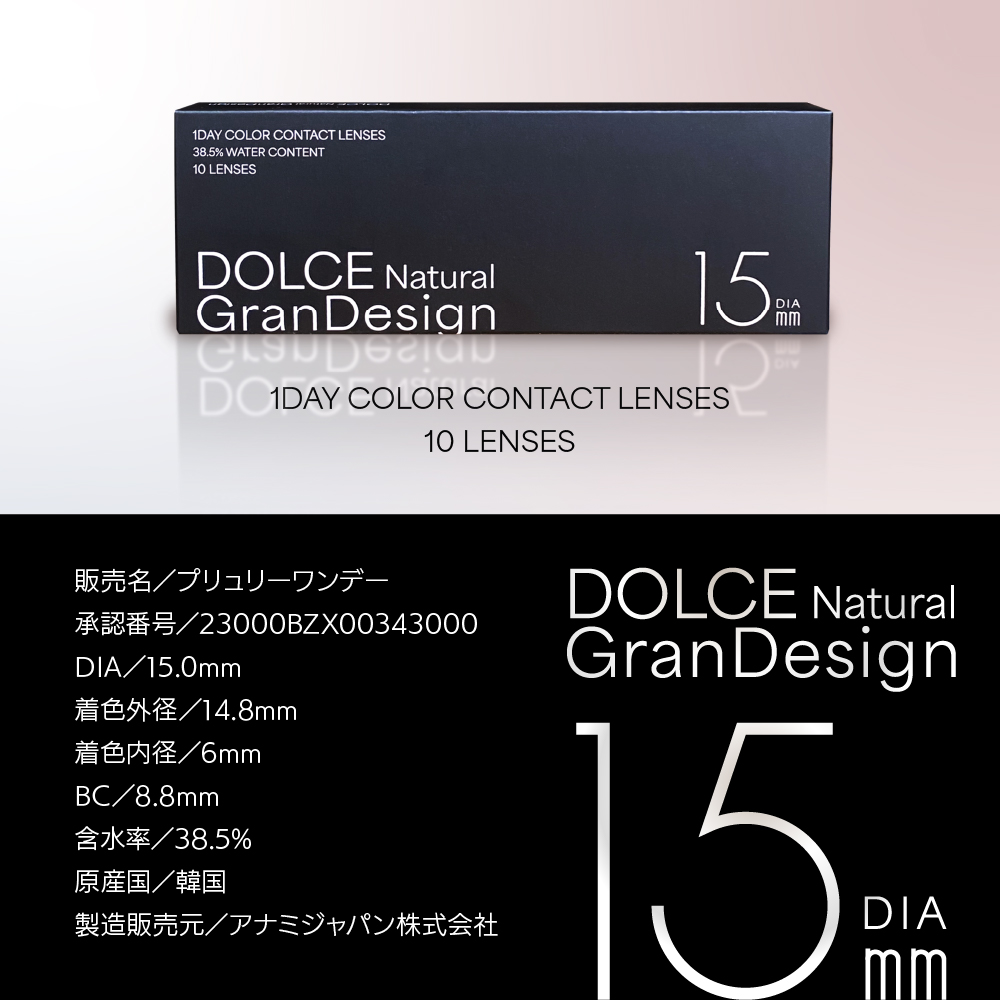 1DAY COLOR CONTACT LENSES
38.5% WATER CONTENT
10 LENSES
DOLCE Natural
GranDesign
15 DIA
mm
1DAY COLOR CONTACT LENSES
10 LENSES
販売名／プリュリーワンデー
承認番号／23000BZX00343000
DIA／15.0mm
着色外径／14.8mm
着色内径／6mm
BC／8.8mm
含水率／38.5%
原産国／韓国
製造販売元／アナミジャパン株式会社
DOLCE Natural
GranDesign
15 DIA
mm